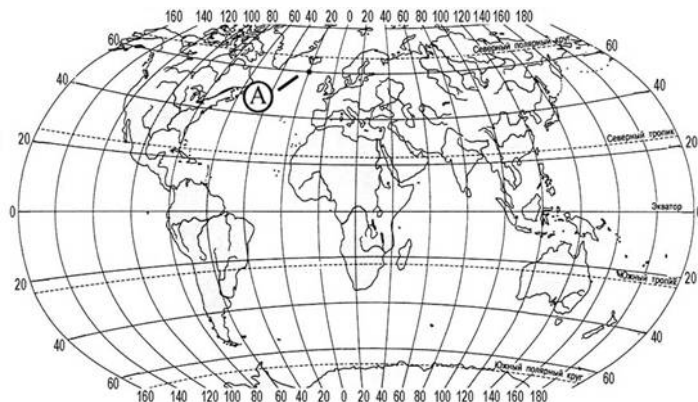 160 140 120 100 80 60 40 20 0 20 40 60 80 100 120 140 160 180
Северный полярный круг
60 60
40 40
A
Северный тропик
20 20
Экватор
0 0
Южный тропик
20 20
40 40
Южный полярный круг
60 60
160 140 120 100 80 60 40 20 0 20 40 60 80 100 120 140 160 180